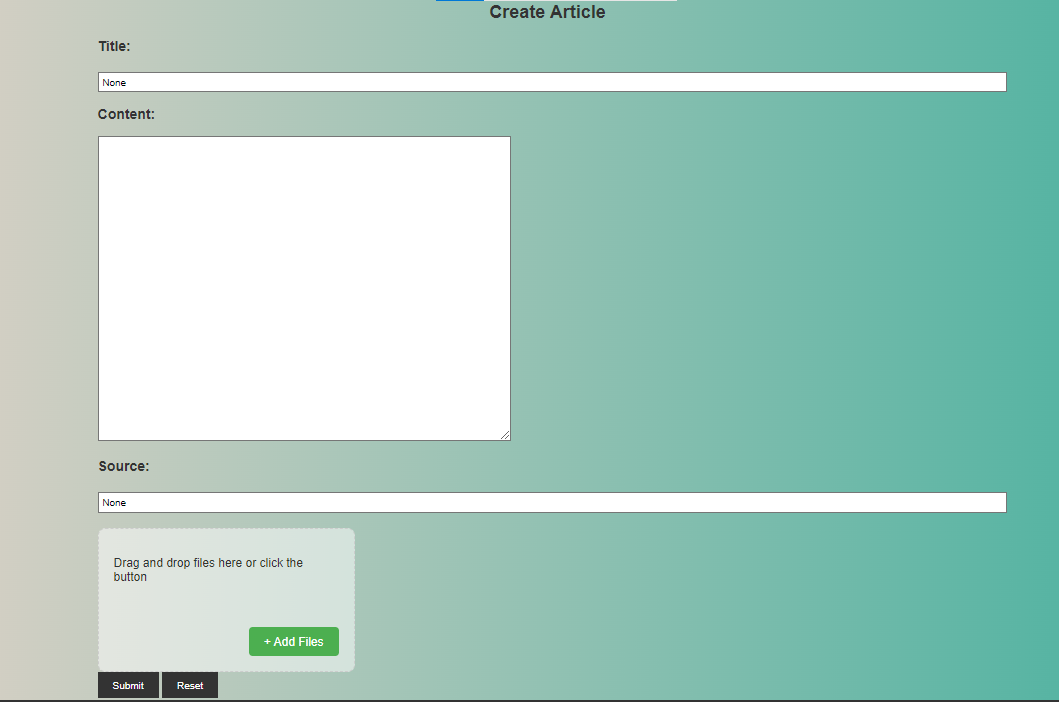 Create Article
Title:
None
Content:
Source:
None
Drag and drop files here or click the
button
+ Add Files
Submit Reset